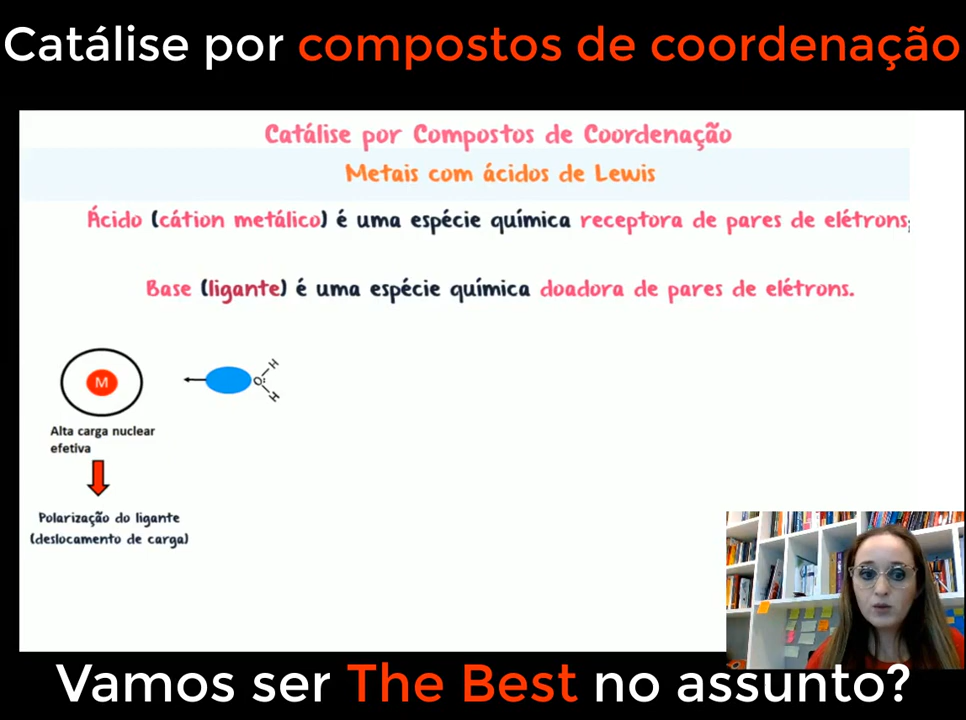 Catálise por compostos de coordenação
Catálise por Compostos de Coordenação
Metais com ácidos de Lewis
Ácido (cátion metálico) é uma espécie química receptora de pares de elétrons;
Base (ligante) é uma espécie química doadora de pares de elétrons.
M
H
O:
H
Alta carga nuclear
efetiva
Polarização do ligante
(deslocamento de carga)
Vamos ser The Best no assunto?